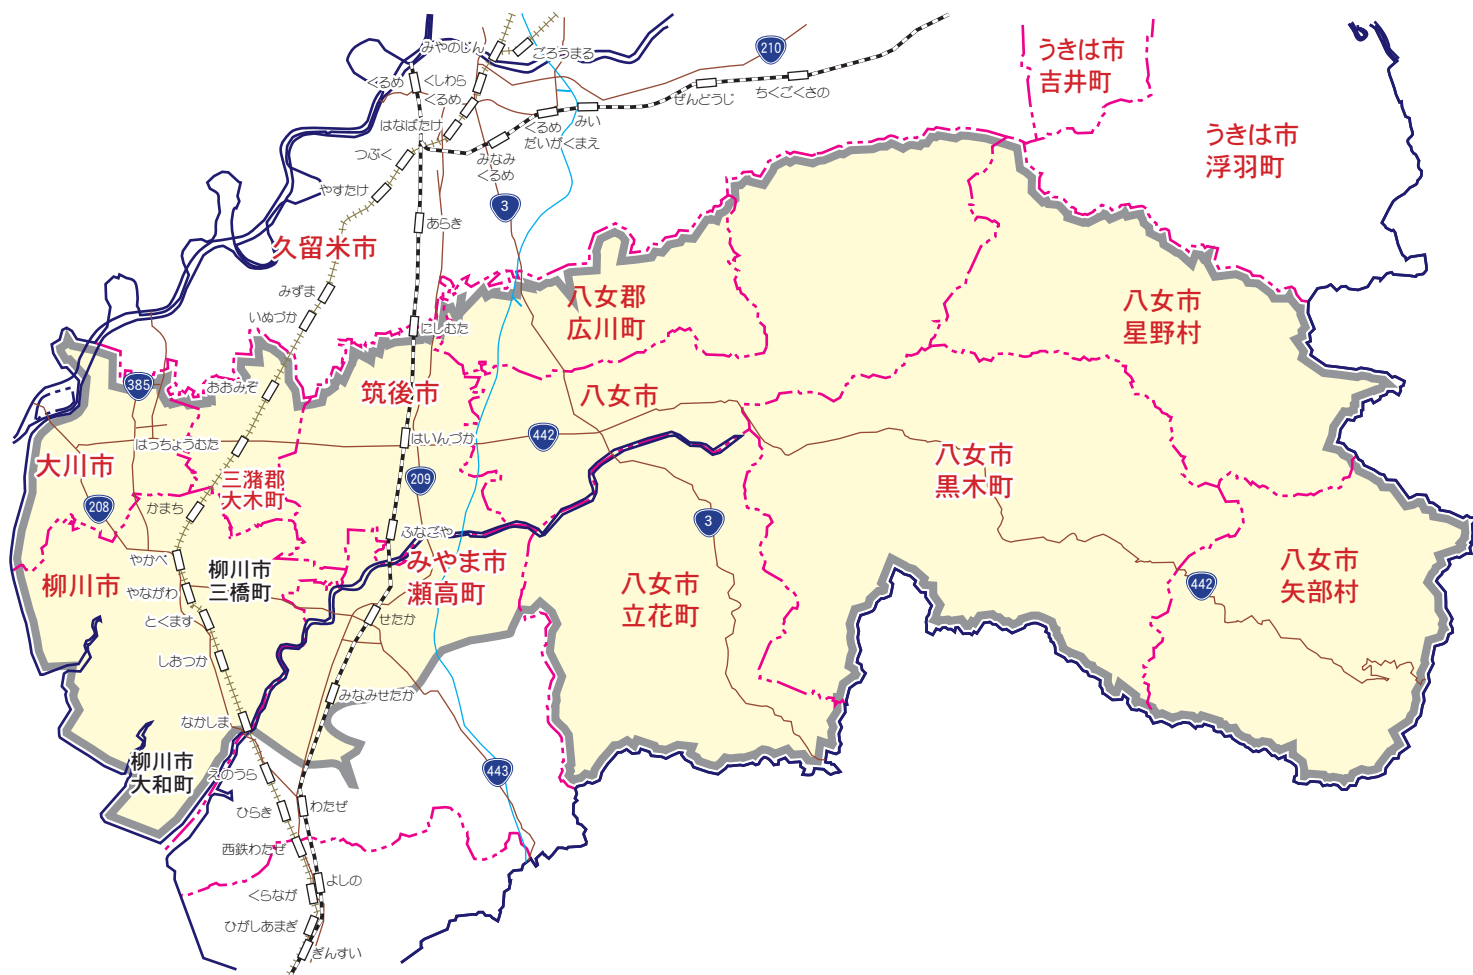 みやのじん
ごろうまる
210
うきは市
吉井町
くるめ
くしわら
くるめ
ぜんどうじ
ちくごくさの
はなばたけ
くるめ
だいがくまえ
みい
うきは市
浮羽町
つぶく
みなみ
くるめ
やすたけ
3
あらき
久留米市
みずま
いぬづか
にしむた
八女郡
広川町
八女市
星野村
385
おおみぞ
筑後市
八女市
はっちょうむた
はいんづか
442
大川市
三潴郡
大木町
209
八女市
黒木町
208
かまち
ふなごや
3
やかべ
柳川市
三橋町
みやま市
瀬高町
柳川市
やながわ
八女市
立花町
442
八女市
矢部村
とくます
せたか
しおつか
みなみせたか
なかしま
柳川市
大和町
えのうら
443
ひらき
わたぜ
西鉄わたぜ
よしの
くらなが
ひがしあまぎ
ぎんすい